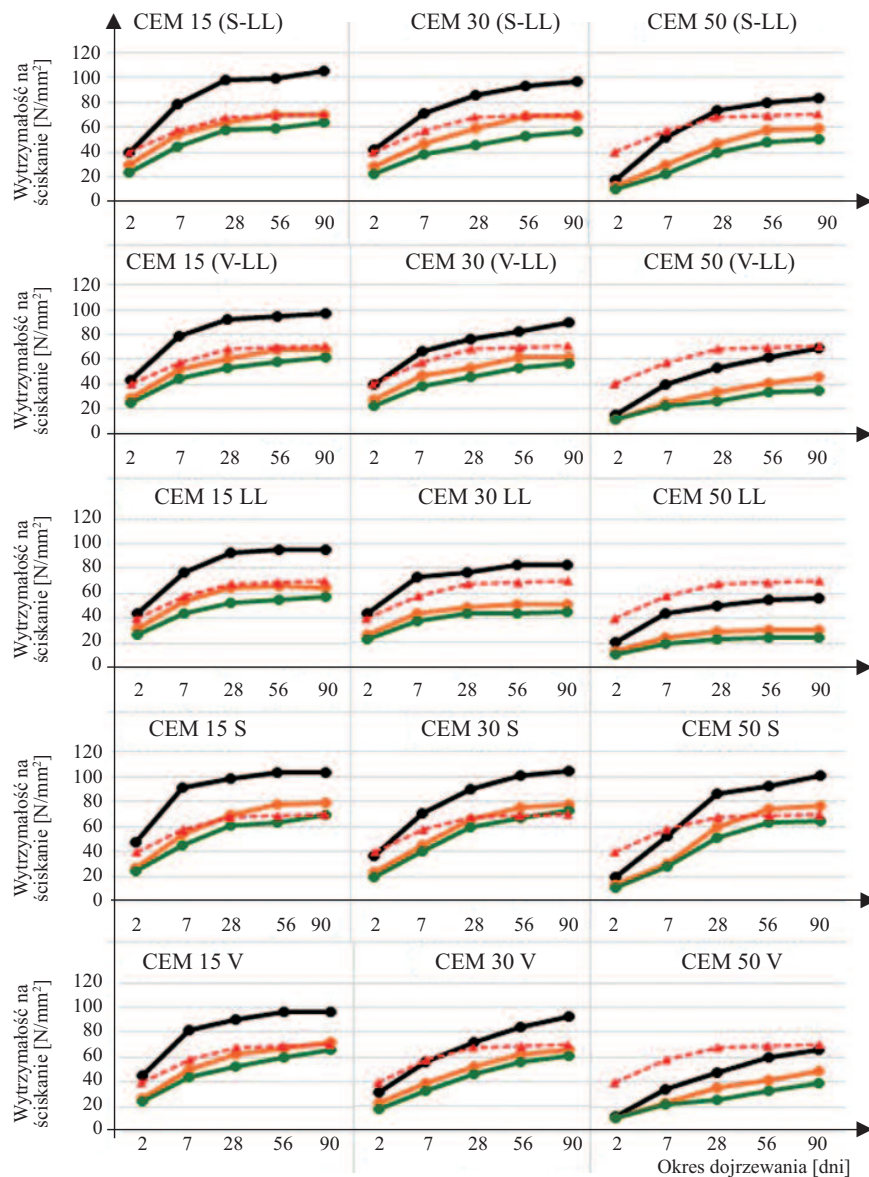 CEM 15 (S-LL) CEM 30 (S-LL) CEM 50 (S-LL)
Wytrzymałość na
ściskanie [N/mm²]
120
100
80
60
40
20
0
2 7 28 56 90 2 7 28 56 90 2 7 28 56 90
CEM 15 (V-LL) CEM 30 (V-LL) CEM 50 (V-LL)
Wytrzymałość na
ściskanie [N/mm²]
120
100
80
60
40
20
0
2 7 28 56 90 2 7 28 56 90 2 7 28 56 90
CEM 15 LL CEM 30 LL CEM 50 LL
Wytrzymałość na
ściskanie [N/mm²]
120
100
80
60
40
20
0
2 7 28 56 90 2 7 28 56 90 2 7 28 56 90
CEM 15 S CEM 30 S CEM 50 S
Wytrzymałość na
ściskanie [N/mm²]
120
100
80
60
40
20
0
2 7 28 56 90 2 7 28 56 90 2 7 28 56 90
CEM 15 V CEM 30 V CEM 50 V
Wytrzymałość na
ściskanie [N/mm²]
120
100
80
60
40
20
0
2 7 28 56 90 2 7 28 56 90 2 7 28 56 90
Okres dojrzewania [dni]